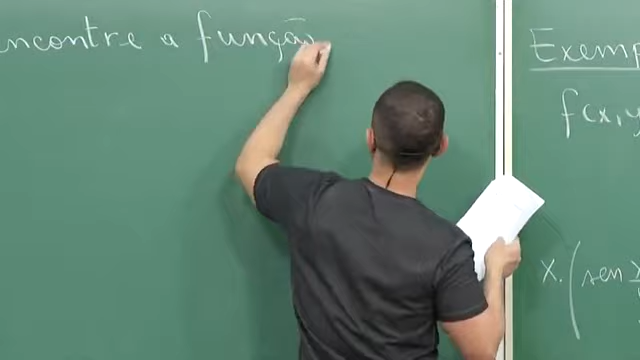 encontre a função
Exemp
f(x,y
x. (sen x